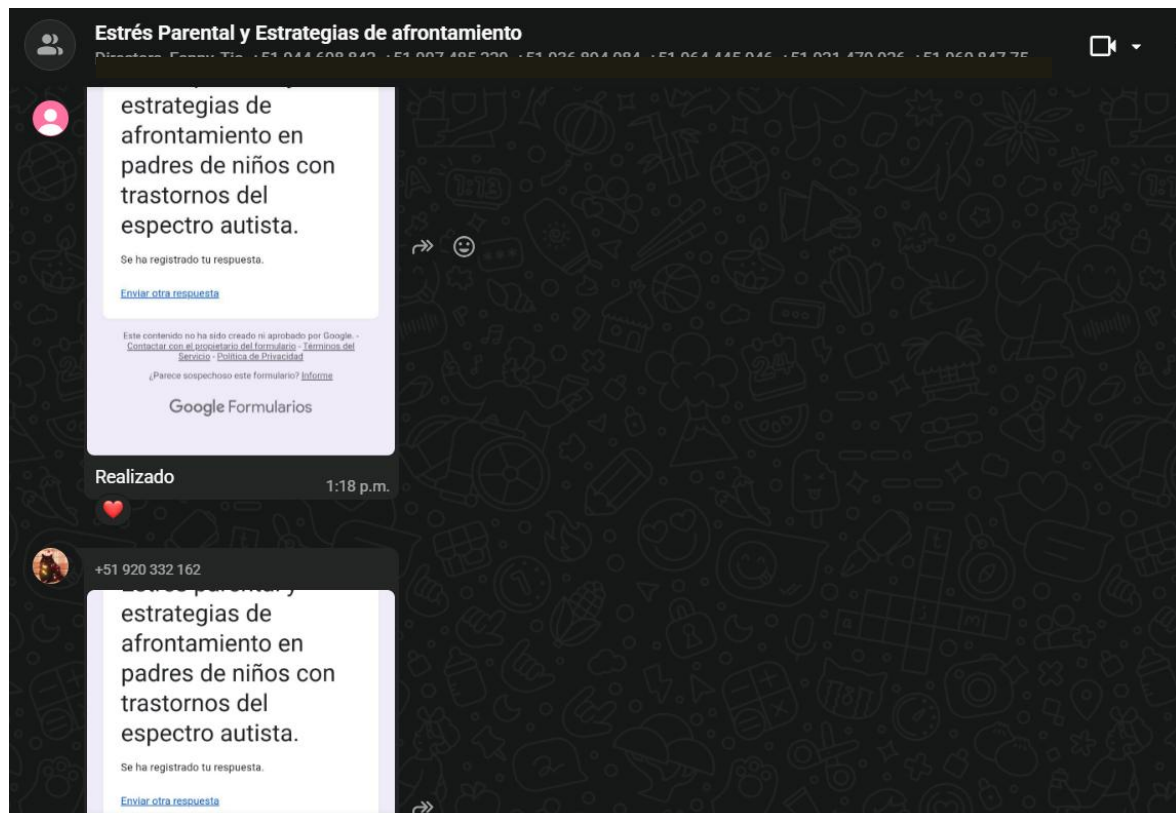 Estrés Parental y Estrategias de afrontamiento
estrategias de
afrontamiento en
padres de niños con
trastornos del
espectro autista.
Se ha registrado tu respuesta.
Enviar otra respuesta
Este contenido no ha sido creado ni aprobado por Google. -
Contactar con el propietario del formulario - Términos del
Servicio - Política de Privacidad
¿Parece sospechoso este formulario? Informe
Google Formularios
Realizado
1:18 p.m.
+51 920 332 162
Estrés parental y
estrategias de
afrontamiento en
padres de niños con
trastornos del
espectro autista.
Se ha registrado tu respuesta.
Enviar otra respuesta